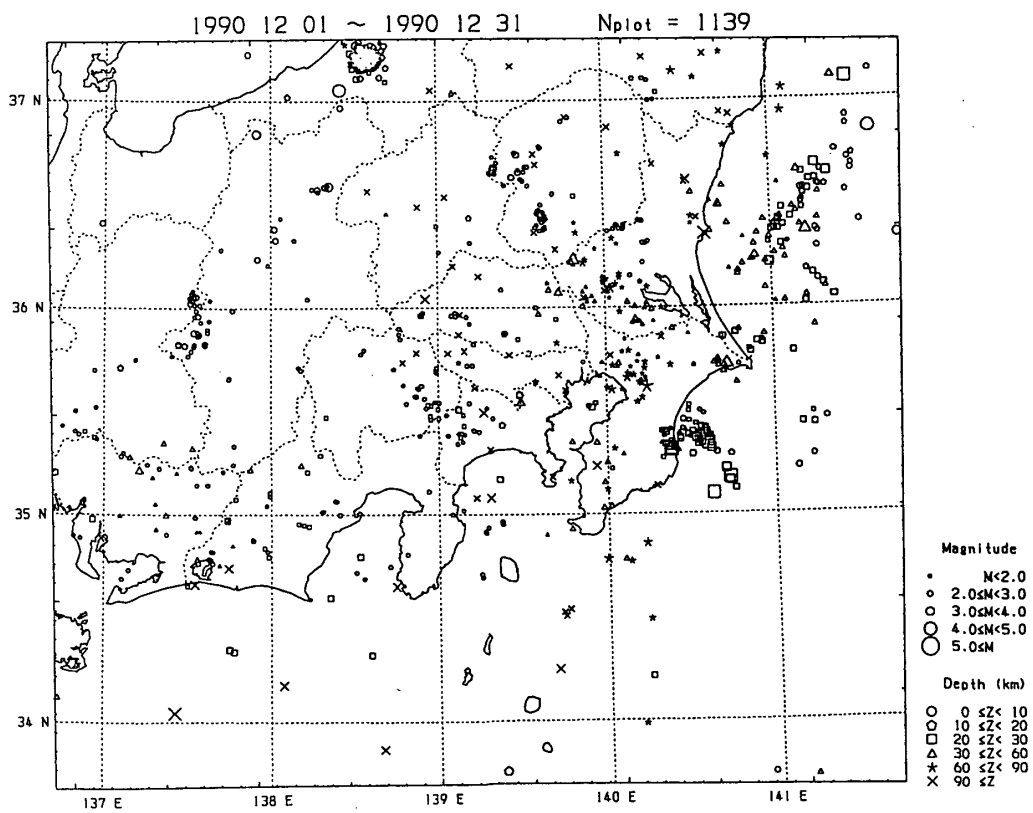 1990 12 01 ~ 1990 12 31 Nplot = 1139
37 N
36 N
35 N
34 N
137 E
138 E
139 E
140 E
141 E
Magnitude
M<2.0
2.0≤M<3.0
3.0≤M<4.0
4.0≤M<5.0
5.0≤M
Depth (km)
0 ≤Z< 10
10 ≤Z< 20
20 ≤Z< 30
30 ≤Z< 60
60 ≤Z< 90
90 ≤Z